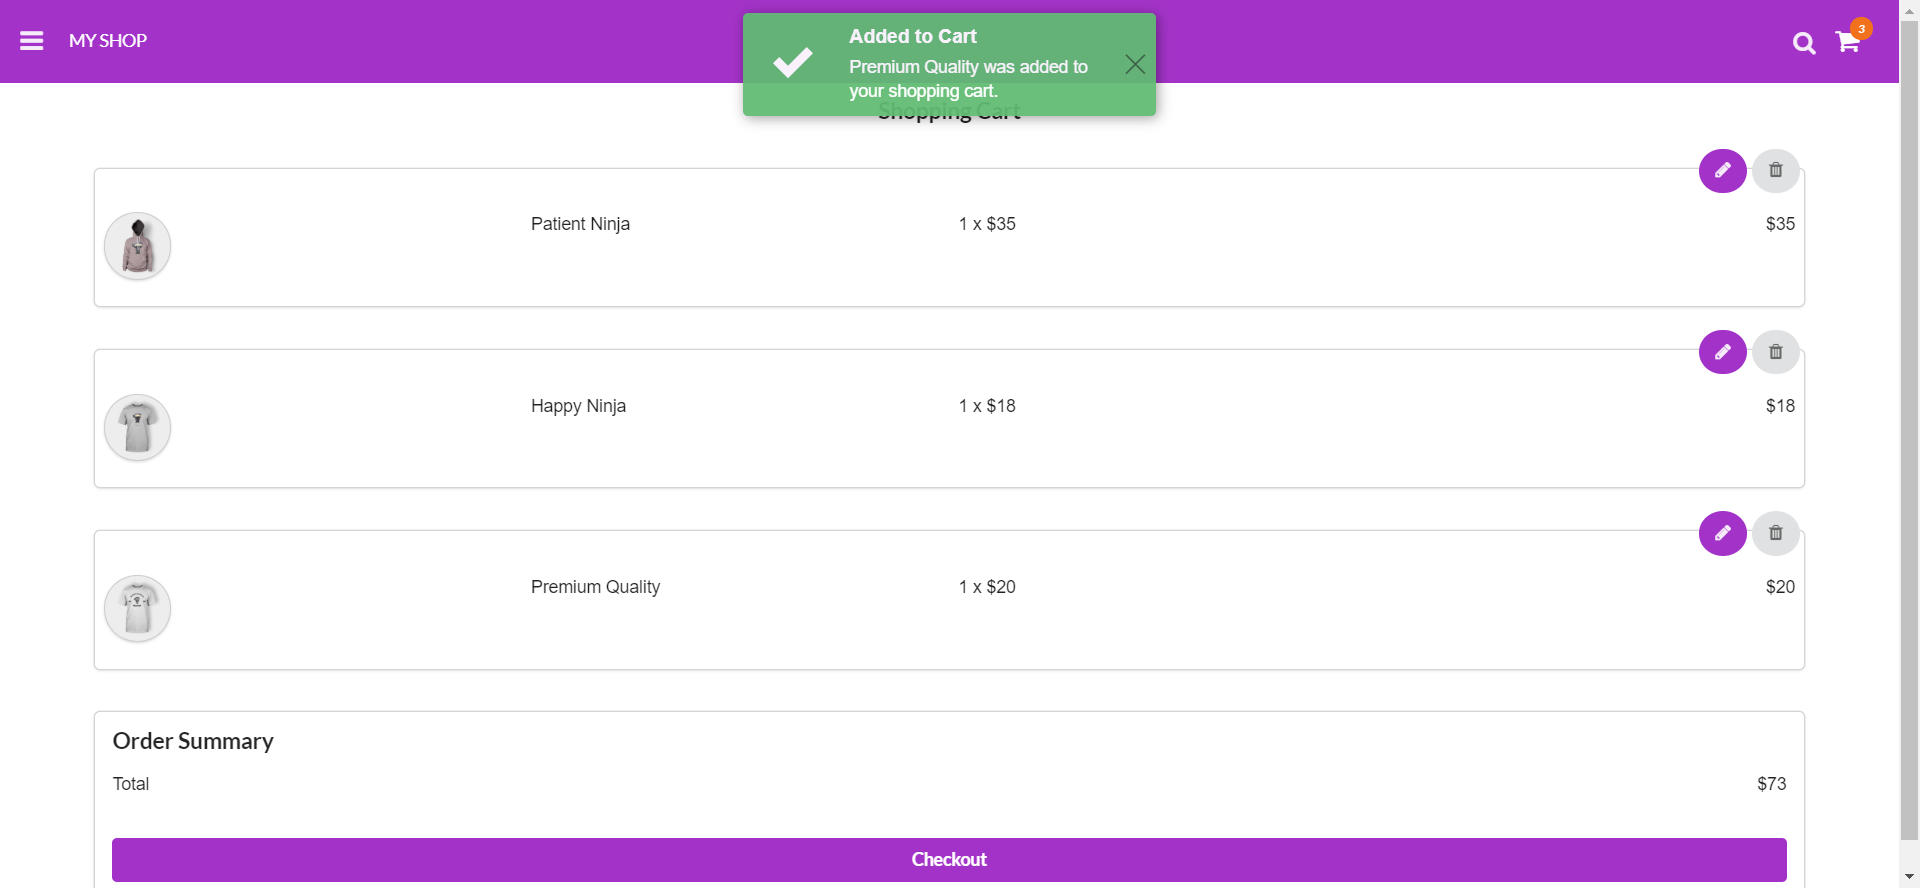 MY SHOP
3
Added to Cart
Premium Quality was added to
your shopping cart.
Shopping Cart
Patient Ninja
1 x $35
$35
Happy Ninja
1 x $18
$18
Premium Quality
1 x $20
$20
Order Summary
Total
$73
Checkout